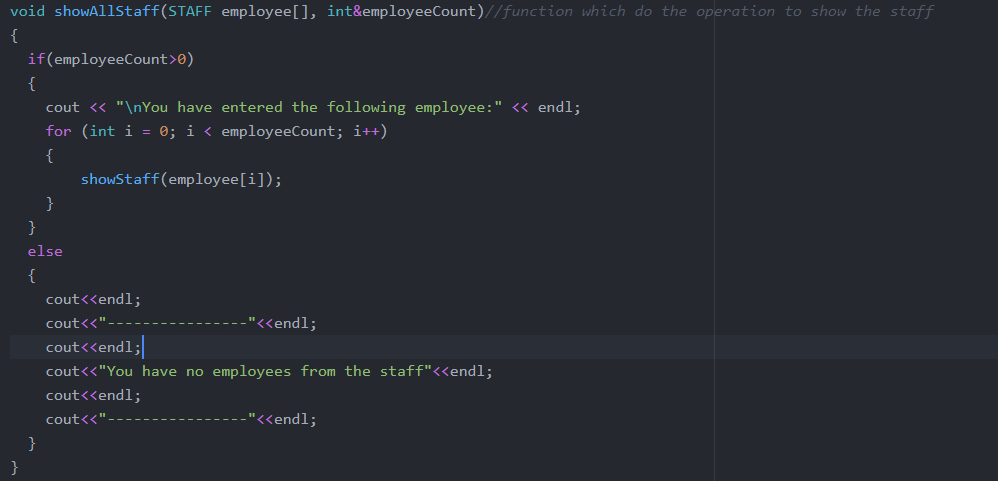 void showAllStaff(STAFF employee[], int&employeeCount)//function which do the operation to show the staff
{
  if(employeeCount>0)
  {
    cout << "\nYou have entered the following employee:" << endl;
    for (int i = 0; i < employeeCount; i++)
    {
        showStaff(employee[i]);
    }
  }
  else
  {
    cout<<endl;
    cout<<"----------------"<<endl;
    cout<<endl;
    cout<<"You have no employees from the staff"<<endl;
    cout<<endl;
    cout<<"----------------"<<endl;
  }
}